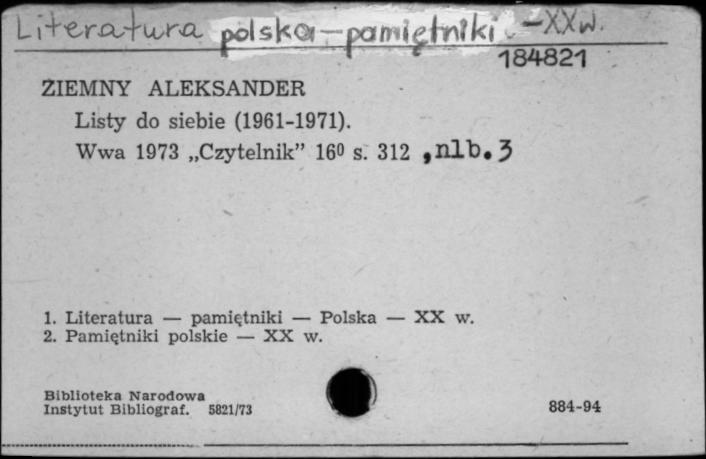 Literatura polska-pamiętniki - XX w.
184821
ZIEMNY ALEKSANDER
Listy do siebie (1961-1971).
Wwa 1973 „Czytelnik” 16⁰ s. 312 ,nlb.3
1. Literatura — pamiętniki — Polska — XX w.
2. Pamiętniki polskie — XX w.
Biblioteka Narodowa
Instytut Bibliograf. 5821/73
884-94